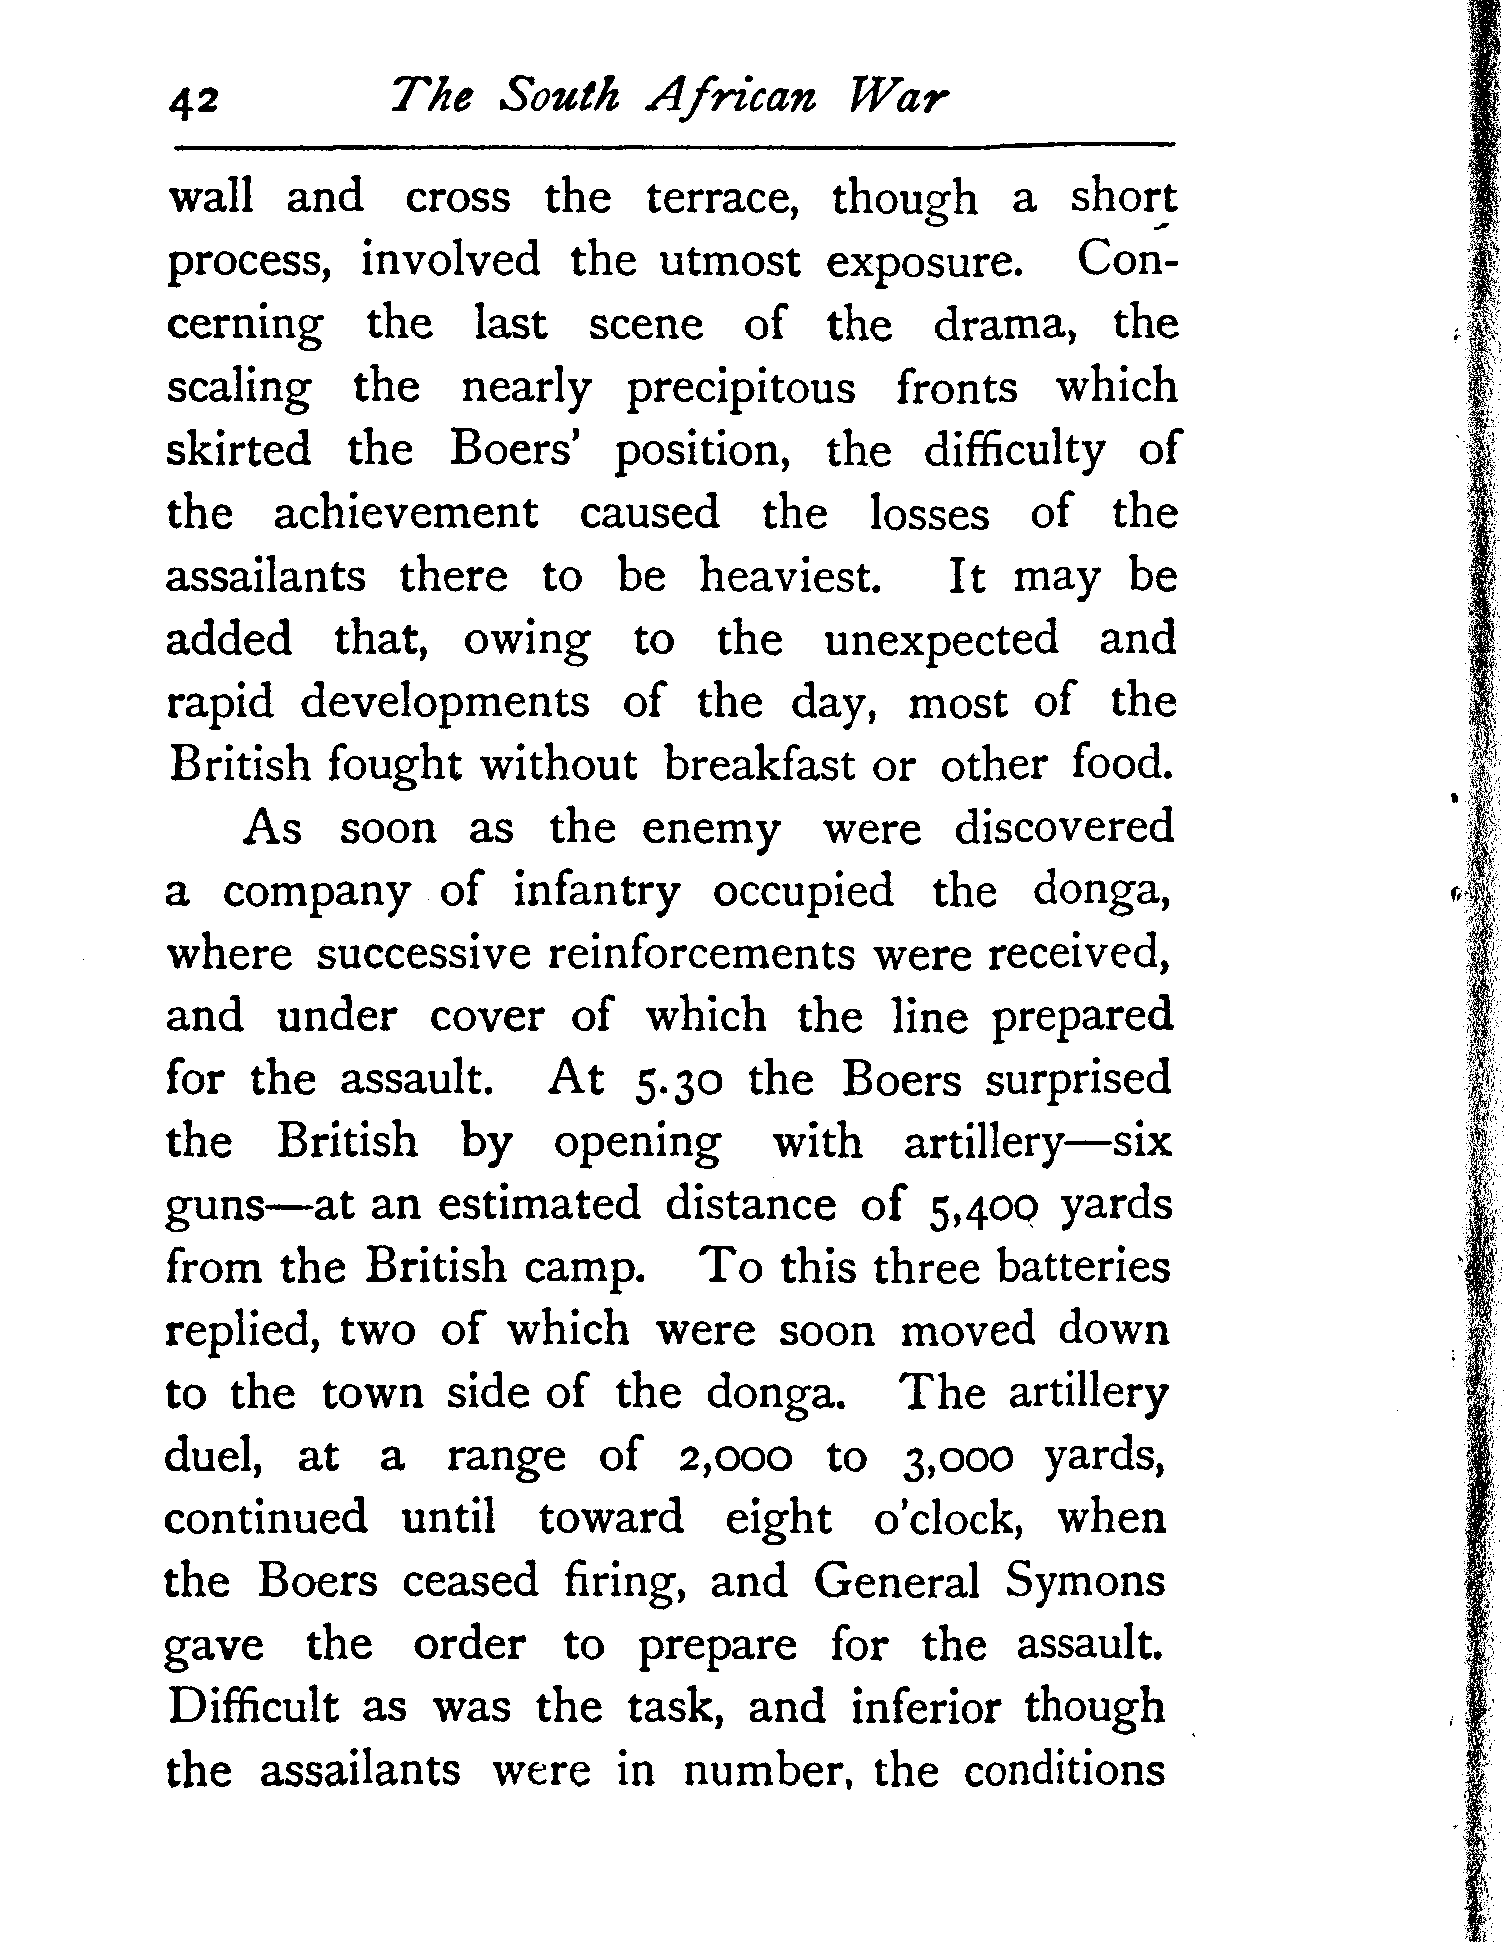 42 The South African War
wall and cross the terrace, though a short
process, involved the utmost exposure. Con-
cerning the last scene of the drama, the
scaling the nearly precipitous fronts which
skirted the Boers' position, the difficulty of
the achievement caused the losses of the
assailants there to be heaviest. It may be
added that, owing to the unexpected and
rapid developments of the day, most of the
British fought without breakfast or other food.
As soon as the enemy were discovered
a company of infantry occupied the donga,
where successive reinforcements were received,
and under cover of which the line prepared
for the assault. At 5.30 the Boers surprised
the British by opening with artillery—six
guns—at an estimated distance of 5,400 yards
from the British camp. To this three batteries
replied, two of which were soon moved down
to the town side of the donga. The artillery
duel, at a range of 2,000 to 3,000 yards,
continued until toward eight o'clock, when
the Boers ceased firing, and General Symons
gave the order to prepare for the assault.
Difficult as was the task, and inferior though
the assailants were in number, the conditions